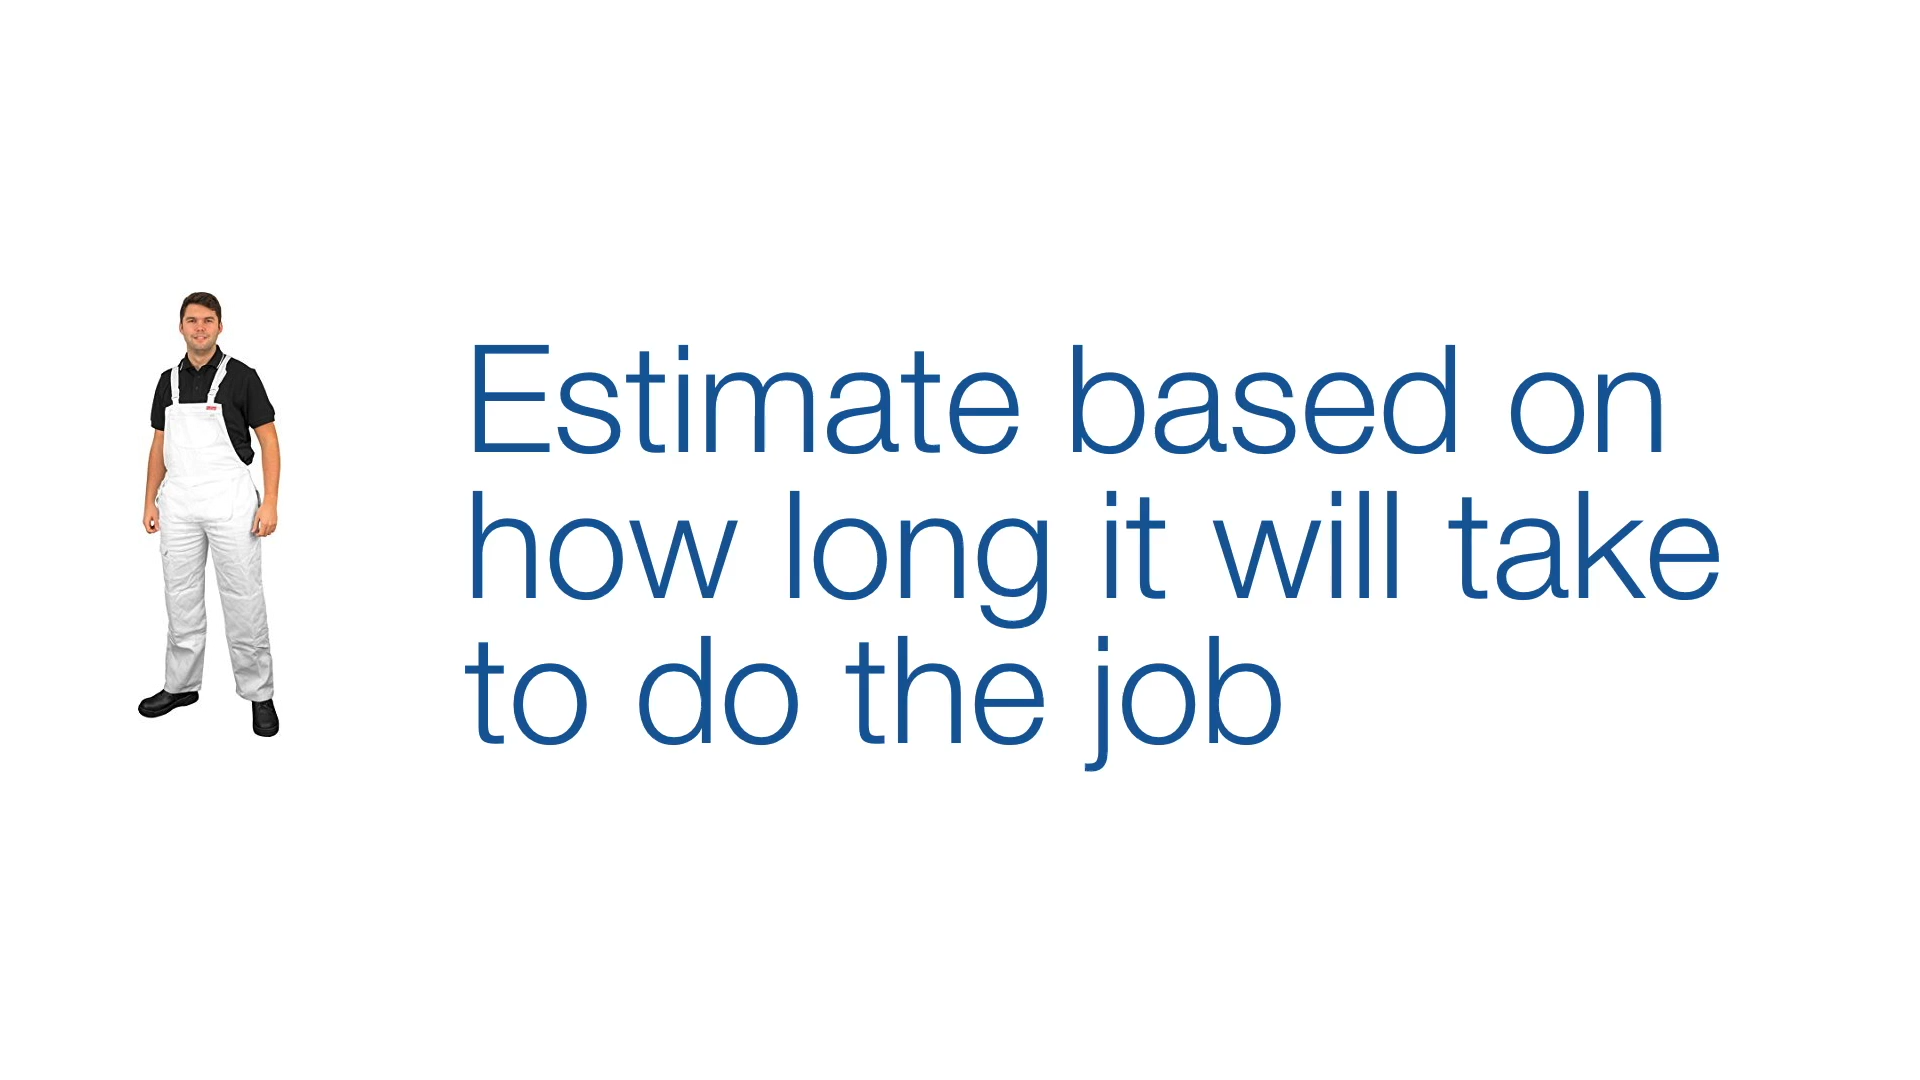 Estimate based on
how long it will take
to do the job